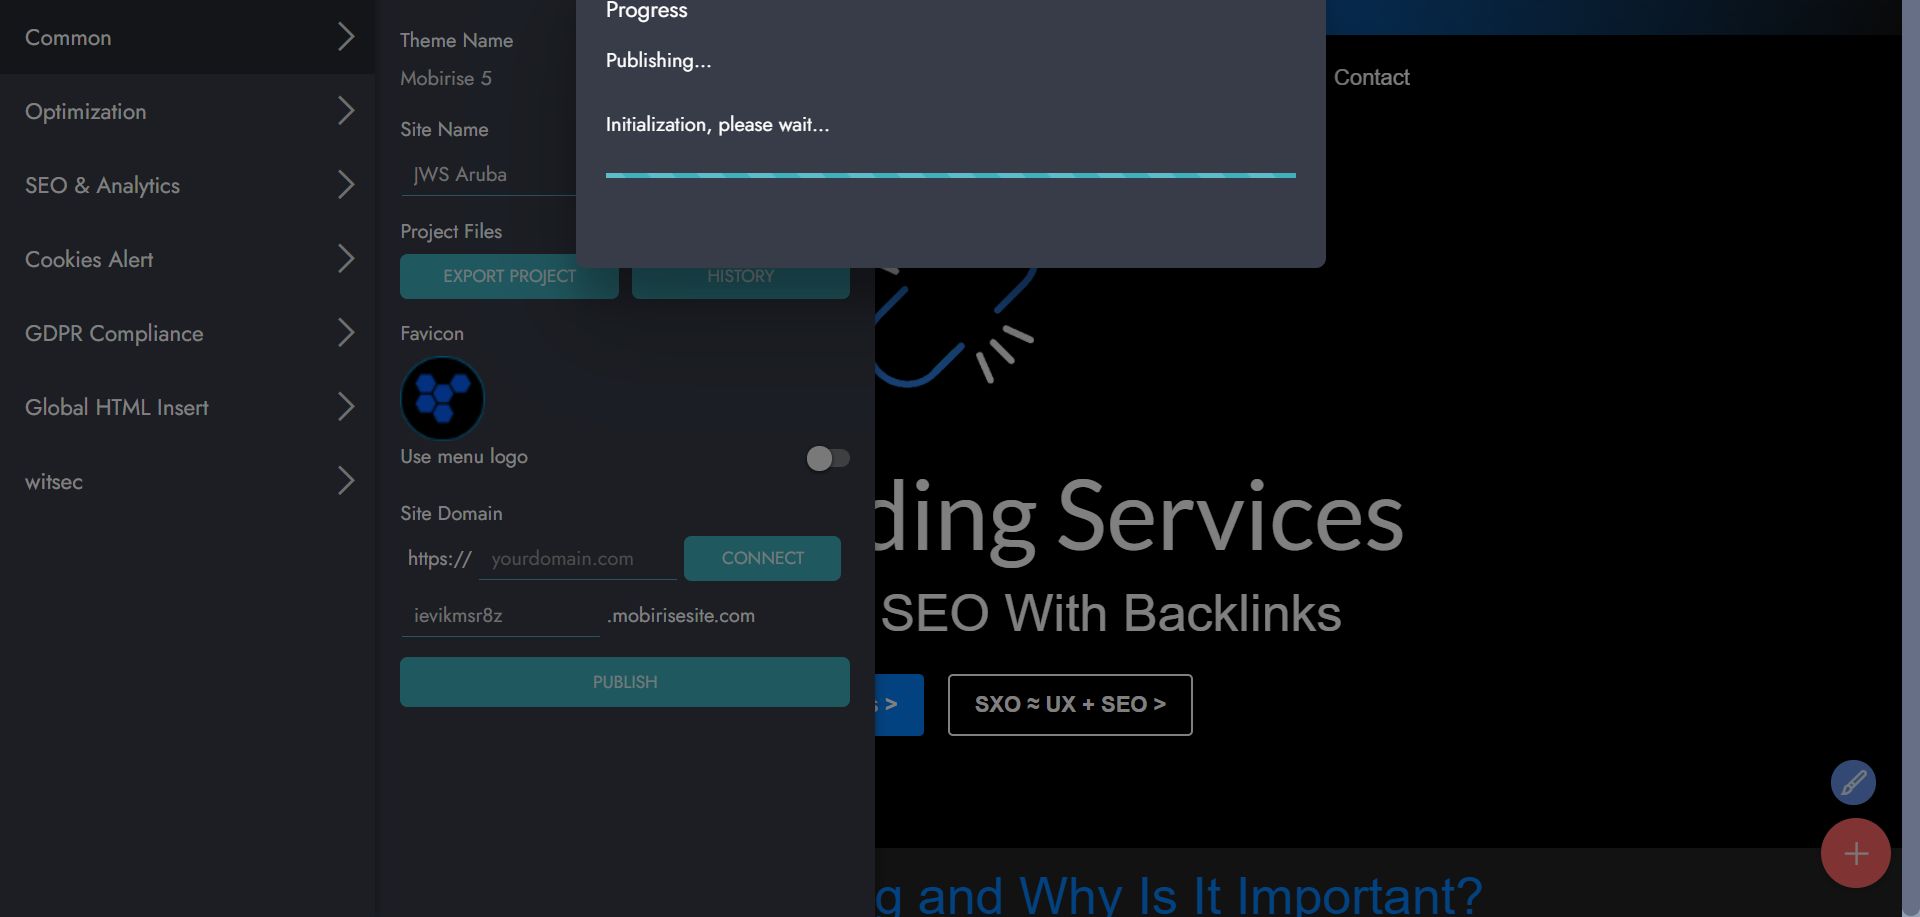 Common
Optimization
SEO & Analytics
Cookies Alert
GDPR Compliance
Global HTML Insert
witsec
Theme Name
Mobirise 5
Site Name
JWS Aruba
Project Files
EXPORT PROJECT
HISTORY
Favicon
Use menu logo
Site Domain
https://
yourdomain.com
CONNECT
ievikmsr8z
.mobirisesite.com
PUBLISH
Progress
Publishing...
Initialization, please wait...
Contact
ding Services
SEO With Backlinks
s >
SXO ≈ UX + SEO >
g and Why Is It Important?